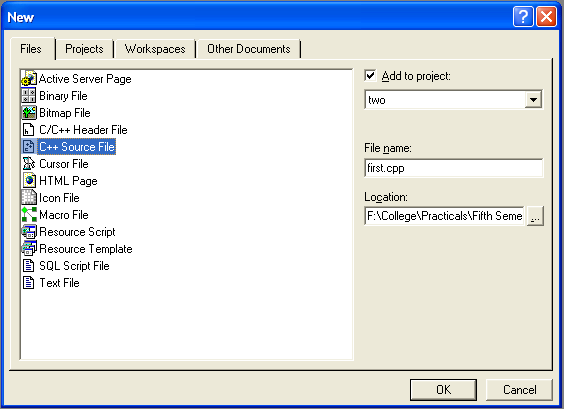 New
Files Projects Workspaces Other Documents
Active Server Page
Binary File
Bitmap File
C/C++ Header File
C++ Source File
Cursor File
HTML Page
Icon File
Macro File
Resource Script
Resource Template
SQL Script File
Text File
Add to project:
two
File name:
first.cpp
Location:
F:\College\Practicals\Fifth Seme ...
OK Cancel